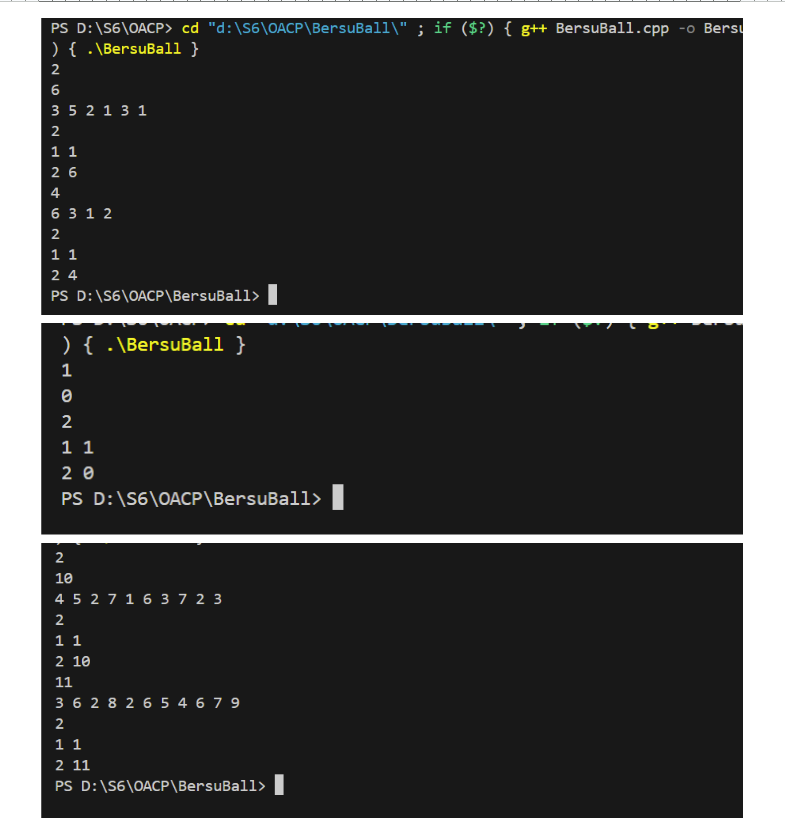 PS D:\S6\OACP> cd "d:\S6\OACP\BersuBall\" ; if ($?) { g++ BersuBall.cpp -o Bersu
) { .\BersuBall }
2
6
3 5 2 1 3 1
2
1 1
2 6
4
6 3 1 2
2
1 1
2 4
PS D:\S6\OACP\BersuBall>
) { .\BersuBall }
1
0
2
1 1
2 0
PS D:\S6\OACP\BersuBall>
2
10
4 5 2 7 1 6 3 7 2 3
2
1 1
2 10
11
3 6 2 8 2 6 5 4 6 7 9
2
1 1
2 11
PS D:\S6\OACP\BersuBall>